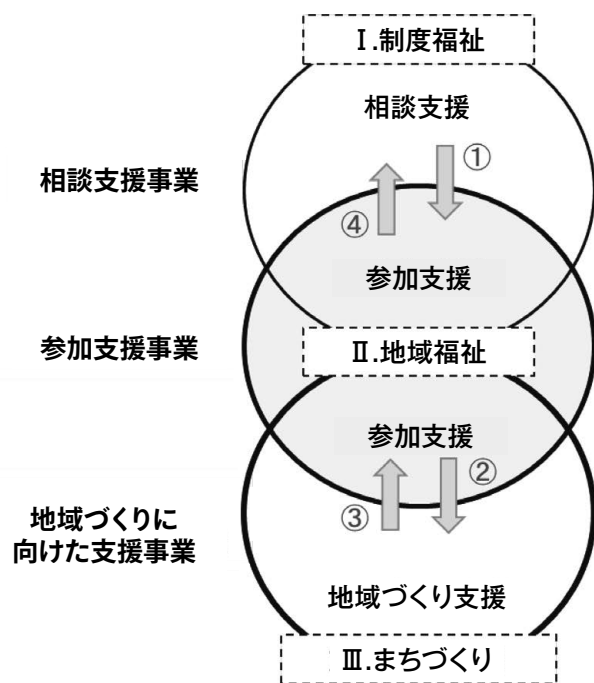 Ⅰ.制度福祉
相談支援
①
相談支援事業
④
参加支援
参加支援事業
Ⅱ.地域福祉
参加支援
②
③
地域づくりに
向けた支援事業
地域づくり支援
Ⅲ.まちづくり